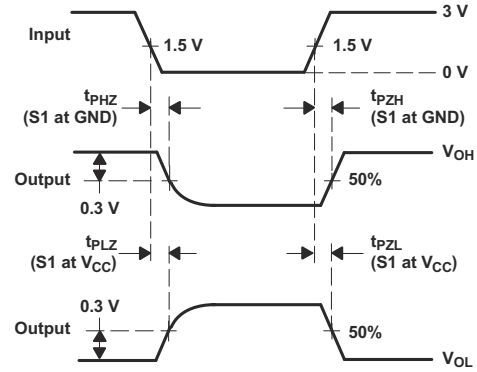 Input
3 V
1.5 V
1.5 V
0 V
tPHZ
(S1 at GND)
tPZH
(S1 at GND)
VOH
Output
50%
0.3 V
tPLZ
(S1 at VCC)
tPZL
(S1 at VCC)
0.3 V
Output
50%
VOL